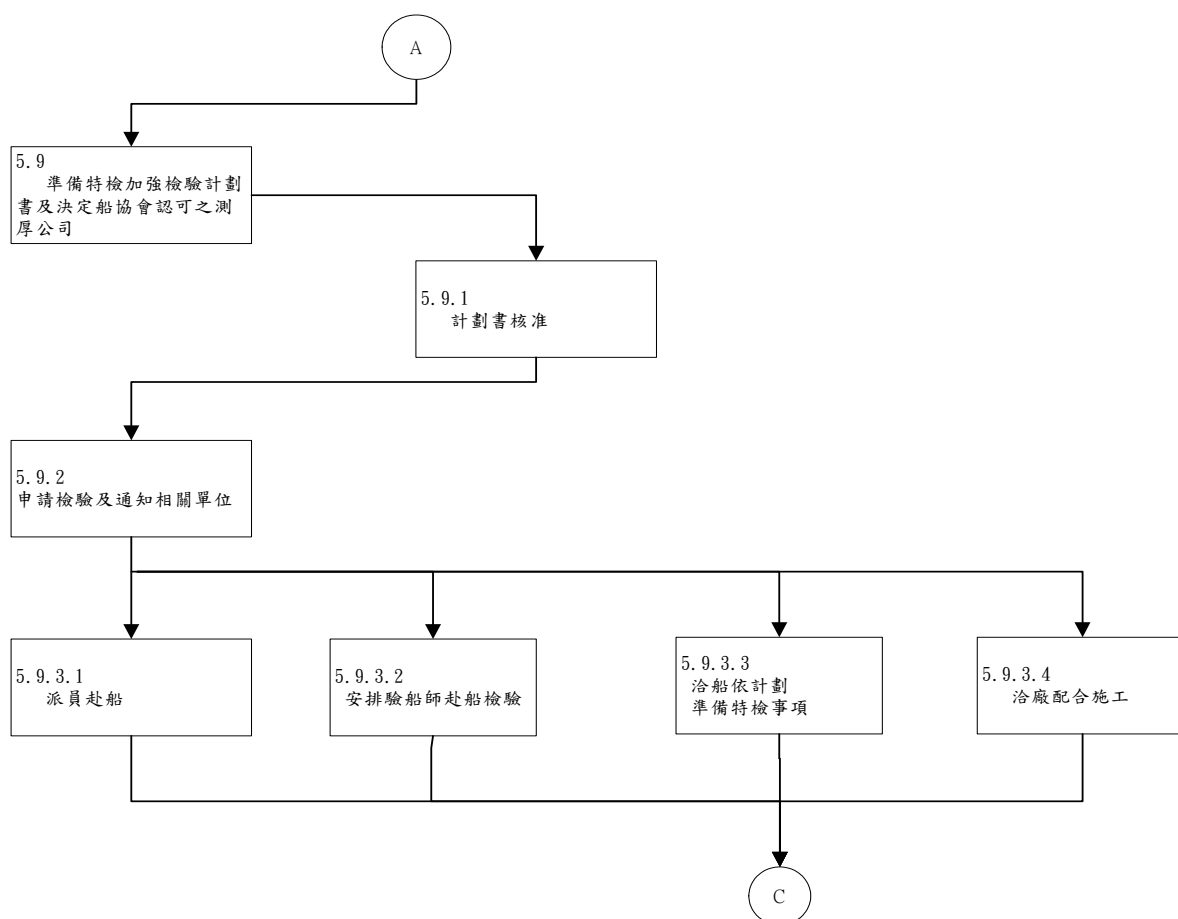 A
5.9
準備特檢加強檢驗計劃
書及決定船協會認可之測
厚公司
5.9.1
計劃書核准
5.9.2
申請檢驗及通知相關單位
5.9.3.1
派員赴船
5.9.3.2
安排驗船師赴船檢驗
5.9.3.3
洽船依計劃
準備特檢事項
5.9.3.4
洽廠配合施工
C